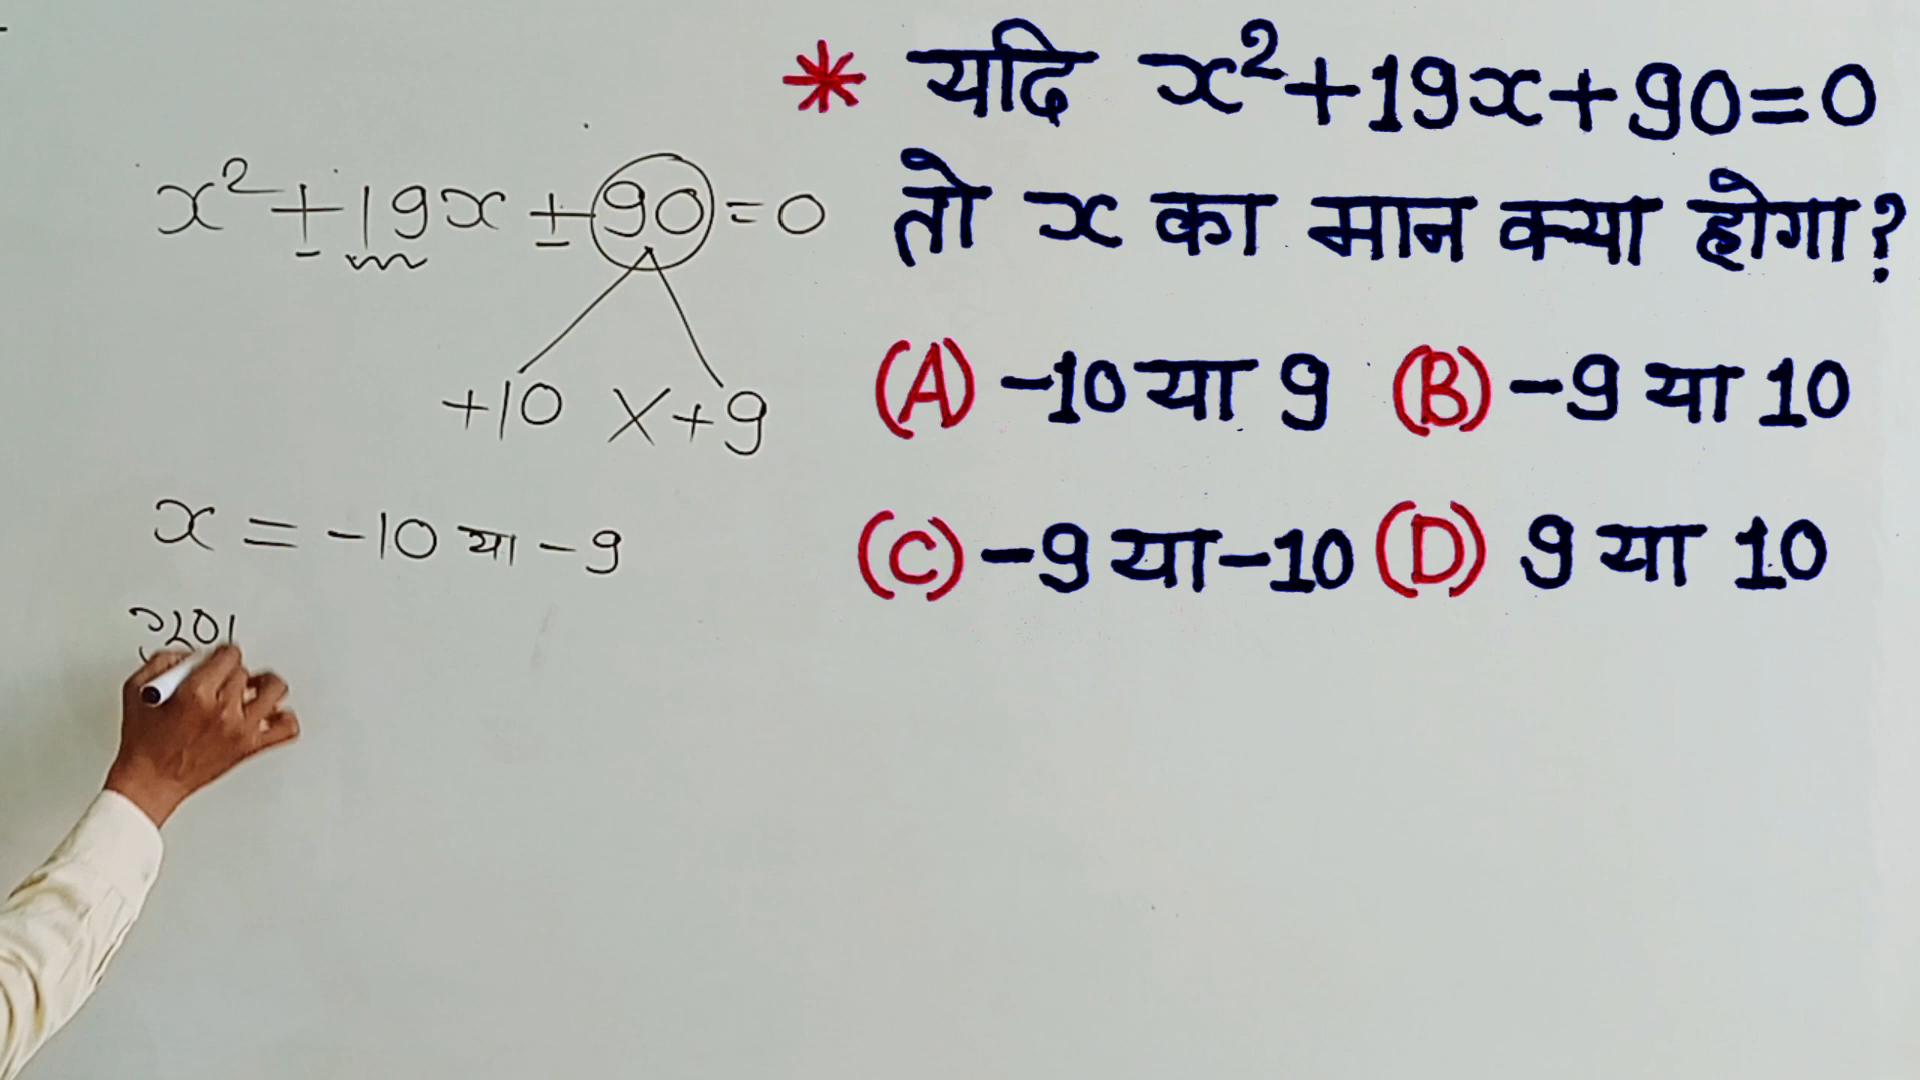 * यदि x²+19x+90=0
तो x का मान क्या होगा?
(A) -10 या 9 (B) -9 या 10
(C) -9 या -10 (D) 9 या 10
x² + 19x + 90 = 0
+10 X +9
x = -10 या -9